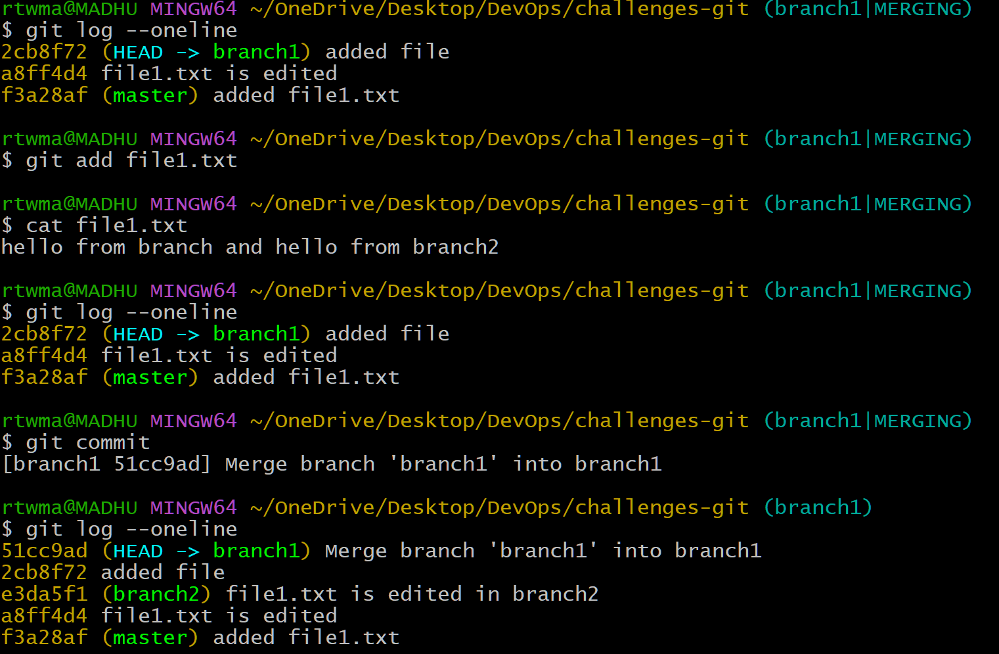 rtwma@MADHU MINGW64 ~/OneDrive/Desktop/DevOps/challenges-git (branch1|MERGING)
$ git log --oneline
2cb8f72 (HEAD -> branch1) added file
a8ff4d4 file1.txt is edited
f3a28af (master) added file1.txt
rtwma@MADHU MINGW64 ~/OneDrive/Desktop/DevOps/challenges-git (branch1|MERGING)
$ git add file1.txt
rtwma@MADHU MINGW64 ~/OneDrive/Desktop/DevOps/challenges-git (branch1|MERGING)
$ cat file1.txt
hello from branch and hello from branch2
rtwma@MADHU MINGW64 ~/OneDrive/Desktop/DevOps/challenges-git (branch1|MERGING)
$ git log --oneline
2cb8f72 (HEAD -> branch1) added file
a8ff4d4 file1.txt is edited
f3a28af (master) added file1.txt
rtwma@MADHU MINGW64 ~/OneDrive/Desktop/DevOps/challenges-git (branch1|MERGING)
$ git commit
[branch1 51cc9ad] Merge branch 'branch1' into branch1
rtwma@MADHU MINGW64 ~/OneDrive/Desktop/DevOps/challenges-git (branch1)
$ git log --oneline
51cc9ad (HEAD -> branch1) Merge branch 'branch1' into branch1
2cb8f72 added file
e3da5f1 (branch2) file1.txt is edited in branch2
a8ff4d4 file1.txt is edited
f3a28af (master) added file1.txt